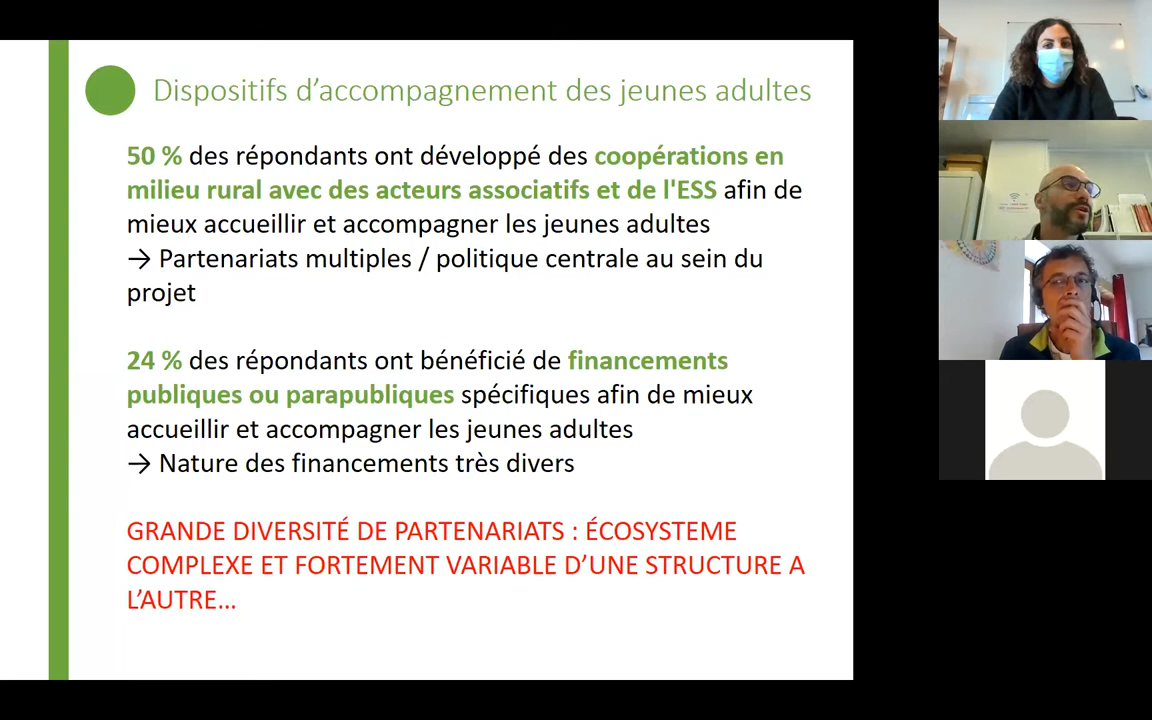 Dispositifs d’accompagnement des jeunes adultes
50 % des répondants ont développé des coopérations en
milieu rural avec des acteurs associatifs et de l'ESS afin de
mieux accueillir et accompagner les jeunes adultes
→ Partenariats multiples / politique centrale au sein du
projet
24 % des répondants ont bénéficié de financements
publiques ou parapubliques spécifiques afin de mieux
accueillir et accompagner les jeunes adultes
→ Nature des financements très divers
GRANDE DIVERSITÉ DE PARTENARIATS : ÉCOSYSTEME
COMPLEXE ET FORTEMENT VARIABLE D’UNE STRUCTURE A
L’AUTRE…